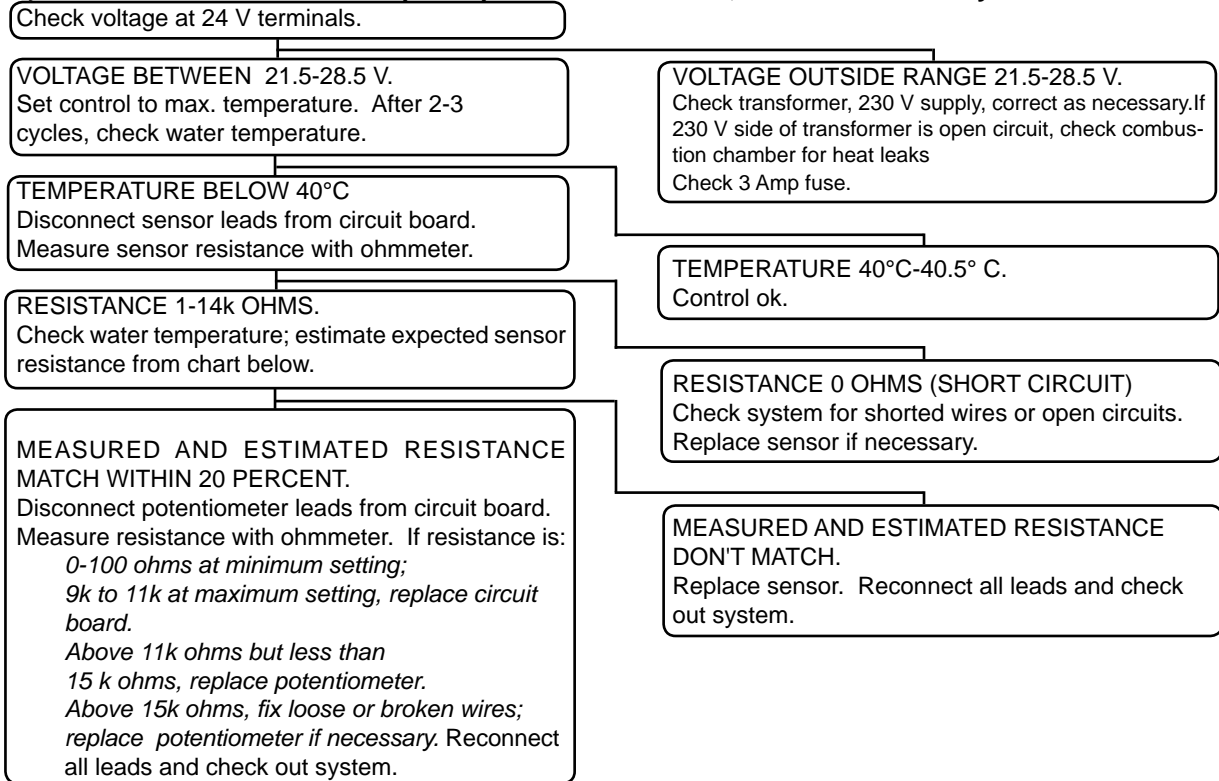 Check voltage at 24 V terminals.
VOLTAGE BETWEEN 21.5-28.5 V.
Set control to max. temperature. After 2-3
cycles, check water temperature.
VOLTAGE OUTSIDE RANGE 21.5-28.5 V.
Check transformer, 230 V supply, correct as necessary.If
230 V side of transformer is open circuit, check combus-
tion chamber for heat leaks
Check 3 Amp fuse.
TEMPERATURE BELOW 40°C
Disconnect sensor leads from circuit board.
Measure sensor resistance with ohmmeter.
TEMPERATURE 40°C-40.5° C.
Control ok.
RESISTANCE 1-14k OHMS.
Check water temperature; estimate expected sensor
resistance from chart below.
RESISTANCE 0 OHMS (SHORT CIRCUIT)
Check system for shorted wires or open circuits.
Replace sensor if necessary.
MEASURED AND ESTIMATED RESISTANCE
MATCH WITHIN 20 PERCENT.
Disconnect potentiometer leads from circuit board.
Measure resistance with ohmmeter. If resistance is:
0-100 ohms at minimum setting;
9k to 11k at maximum setting, replace circuit
board.
Above 11k ohms but less than
15 k ohms, replace potentiometer.
Above 15k ohms, fix loose or broken wires;
replace potentiometer if necessary. Reconnect
all leads and check out system.
MEASURED AND ESTIMATED RESISTANCE
DON'T MATCH.
Replace sensor. Reconnect all leads and check
out system.